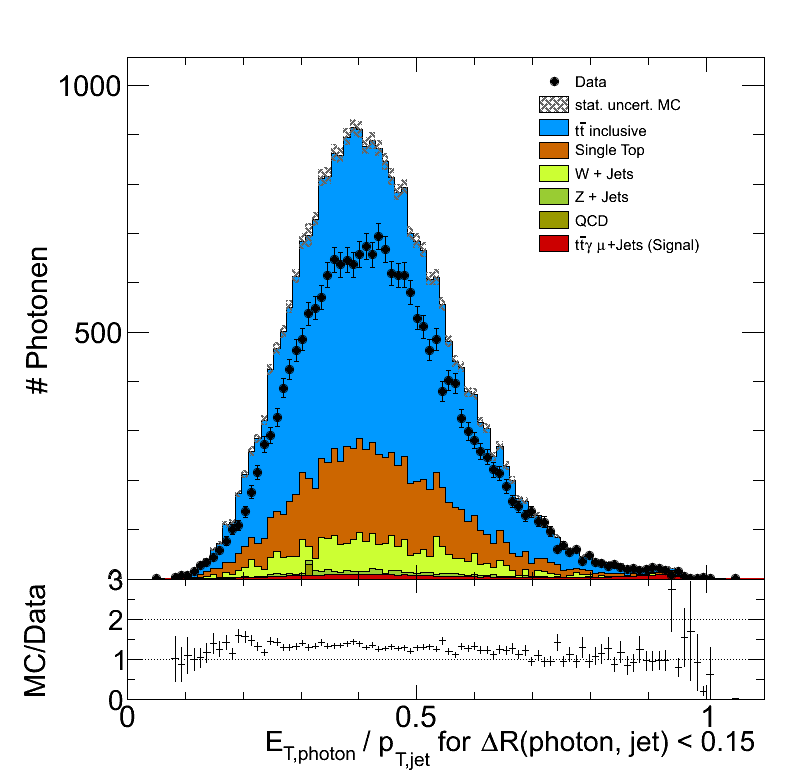 1000
500
# Photonen
Data
stat. uncert. MC
tt̄ inclusive
Single Top
W + Jets
Z + Jets
QCD
tt̄γ μ+Jets (Signal)
3
2
1
0
MC/Data
0 0.5 1
E_T,photon / p_T,jet for ΔR(photon, jet) < 0.15